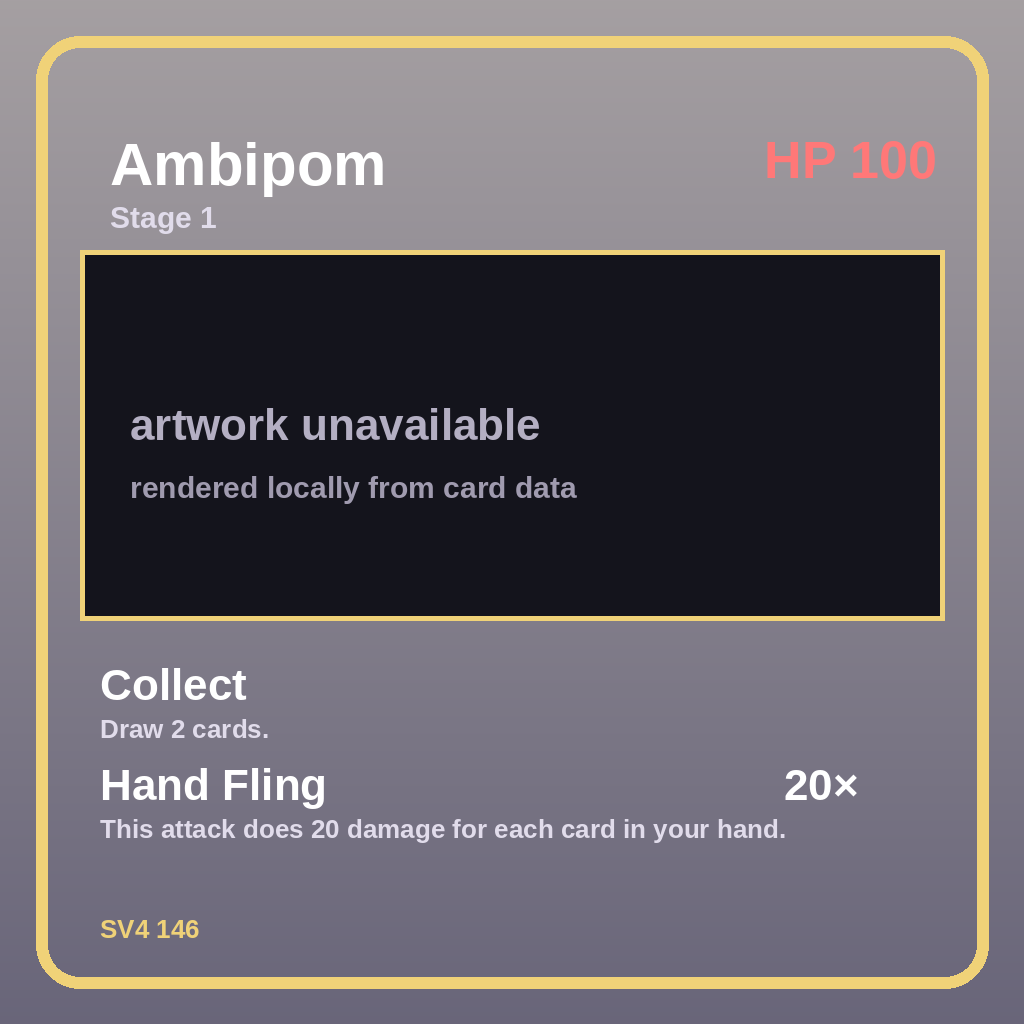 Ambipom
HP 100
Stage 1
artwork unavailable
rendered locally from card data
Collect
Draw 2 cards.
Hand Fling 20×
This attack does 20 damage for each card in your hand.
SV4 146